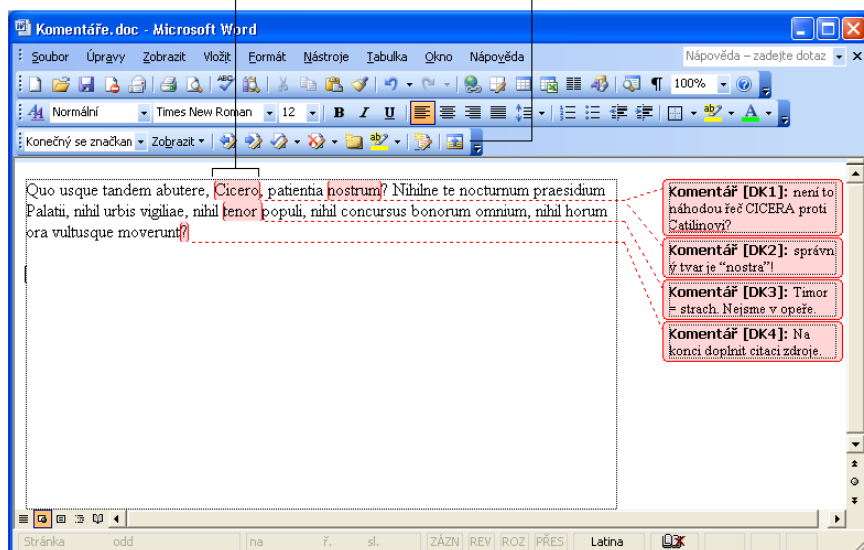 Komentáře.doc - Microsoft Word
Soubor Úpravy Zobrazit Vložit Formát Nástroje Tabulka Okno Nápověda Nápověda – zadejte dotaz
100%
Normální Times New Roman 12 B I U
Konečný se značkan Zobrazit
Quo usque tandem abutere, Cicero, patientia nostrum? Nihilne te nocturnum praesidium
Palatii, nihil urbis vigiliae, nihil tenor populi, nihil concursus bonorum omnium, nihil horum
ora vultusque moverunt?
Komentář [DK1]: není to
náhodou řeč CICERA proti
Catilinovi?
Komentář [DK2]: správn
ý tvar je “nostra”!
Komentář [DK3]: Timor
= strach. Nejsme v opeře.
Komentář [DK4]: Na
konci doplnit citaci zdroje.
Stránka odd na ř. sl. ZÁZN REV ROZ PŘES Latina